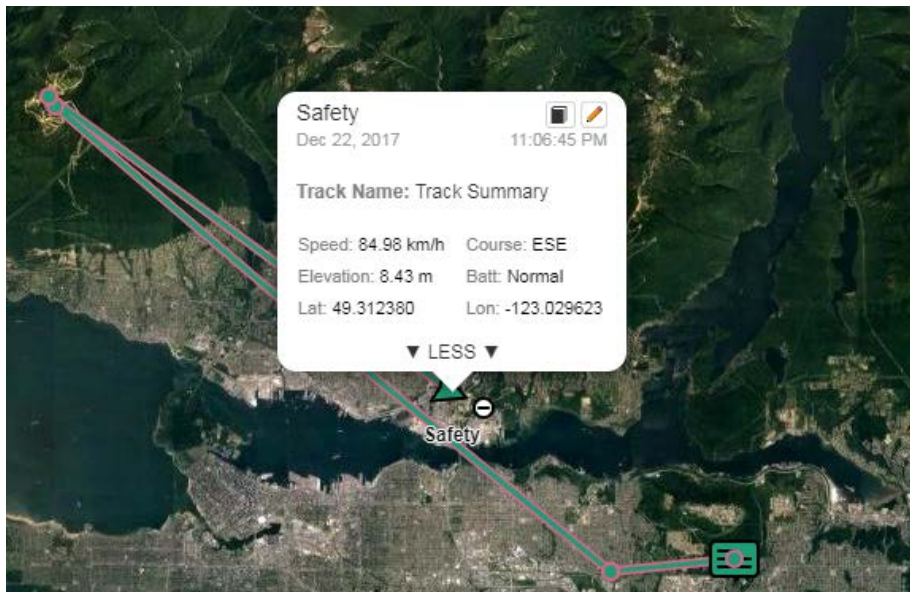 Safety
Dec 22, 2017 11:06:45 PM
Track Name: Track Summary
Speed: 84.98 km/h Course: ESE
Elevation: 8.43 m Batt: Normal
Lat: 49.312380 Lon: -123.029623
▼ LESS ▼
Safety